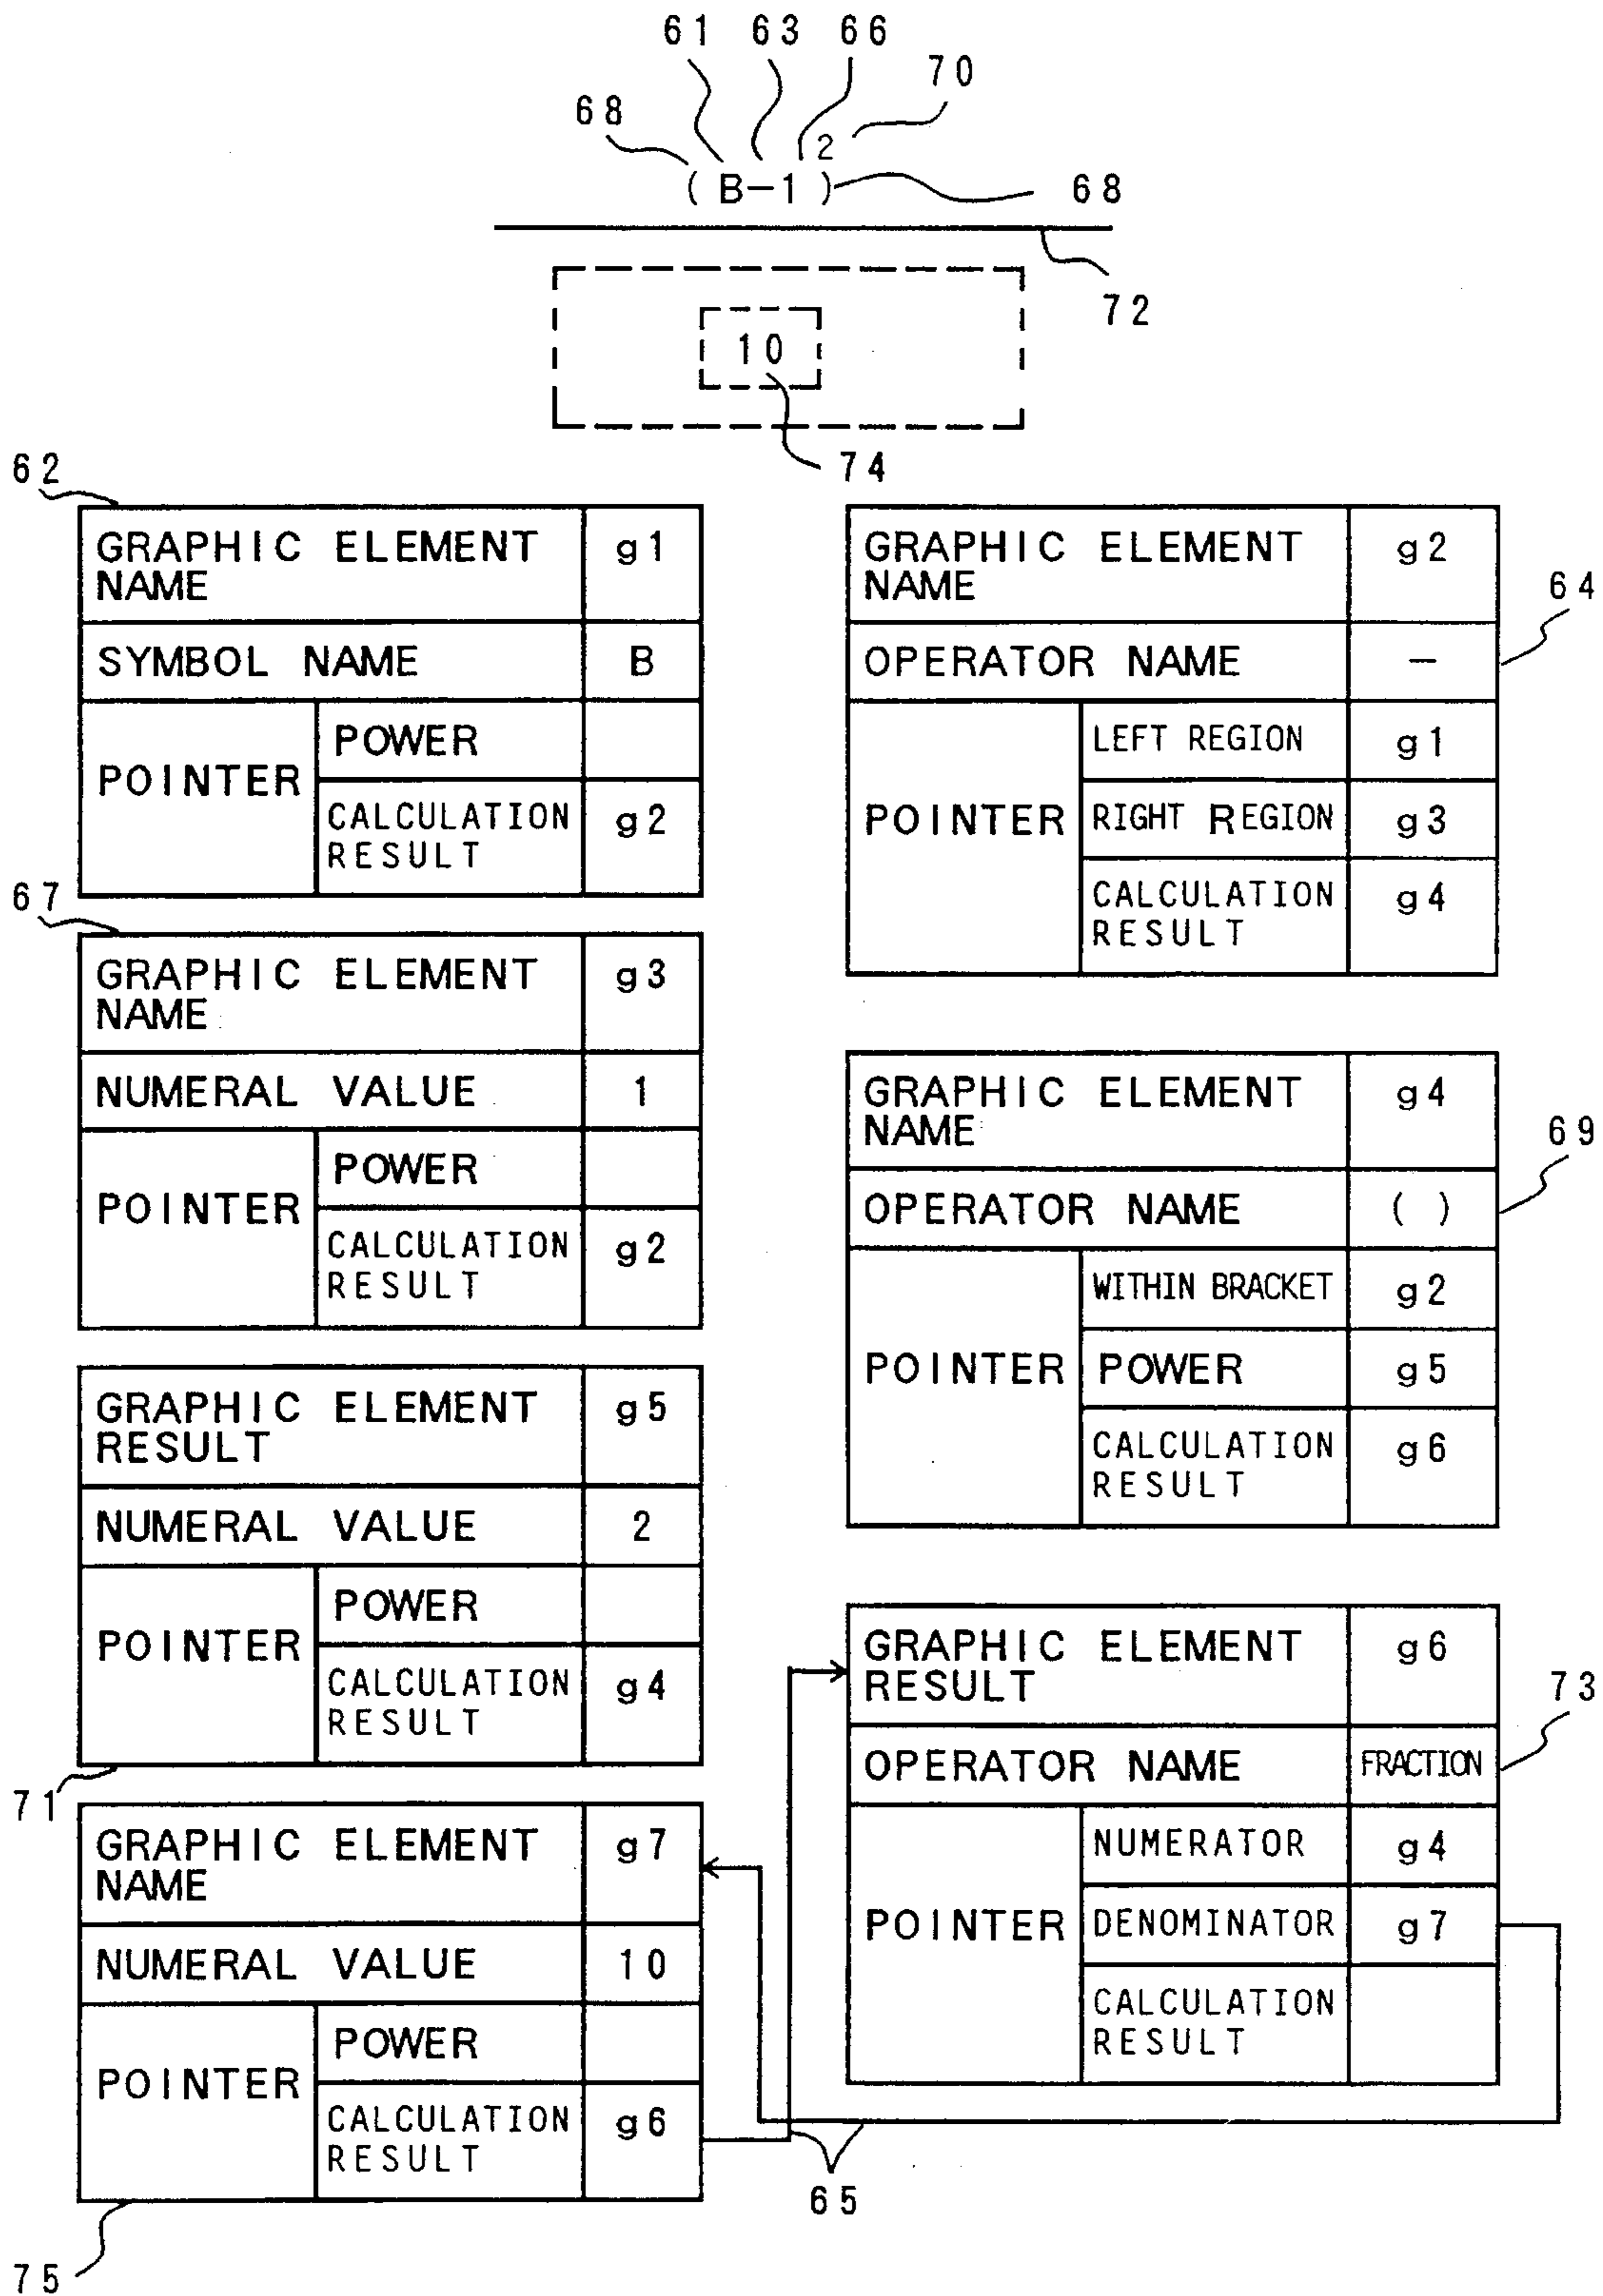 61 63 66
68 70
2
( B-1 ) 68
72
10
74
62
GRAPHIC ELEMENT NAME g1
SYMBOL NAME B
POINTER
POWER
CALCULATION RESULT g2
GRAPHIC ELEMENT NAME g2
64
OPERATOR NAME −
POINTER
LEFT REGION g1
RIGHT REGION g3
CALCULATION RESULT g4
67
GRAPHIC ELEMENT NAME g3
NUMERAL VALUE 1
POINTER
POWER
CALCULATION RESULT g2
GRAPHIC ELEMENT NAME g4
69
OPERATOR NAME ( )
POINTER
WITHIN BRACKET g2
POWER g5
CALCULATION RESULT g6
GRAPHIC ELEMENT RESULT g5
NUMERAL VALUE 2
POINTER
POWER
CALCULATION RESULT g4
71
GRAPHIC ELEMENT RESULT g6
73
OPERATOR NAME FRACTION
POINTER
NUMERATOR g4
DENOMINATOR g7
CALCULATION RESULT
GRAPHIC ELEMENT NAME g7
NUMERAL VALUE 10
POINTER
POWER
CALCULATION RESULT g6
65
75